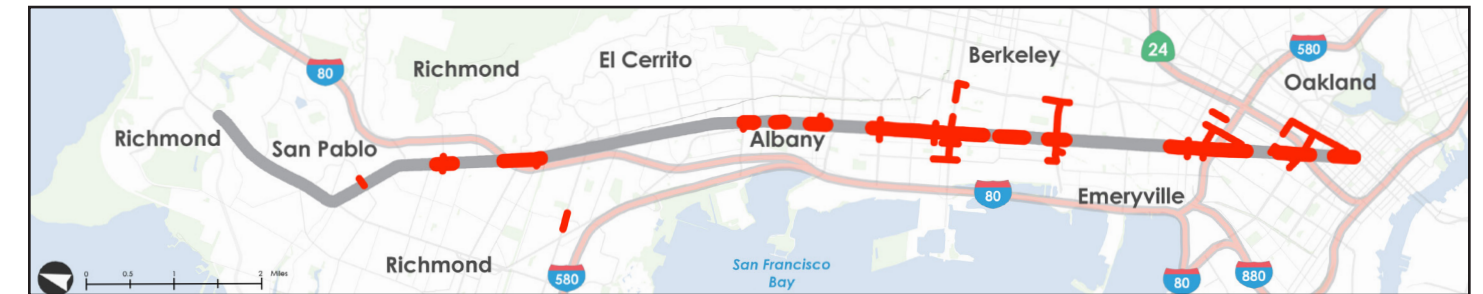 Richmond
San Pablo
80
Richmond
El Cerrito
Albany
Berkeley
24
580
Oakland
Emeryville
80
Richmond
580
San Francisco
Bay
80
880
0 0.5 1 2 Miles